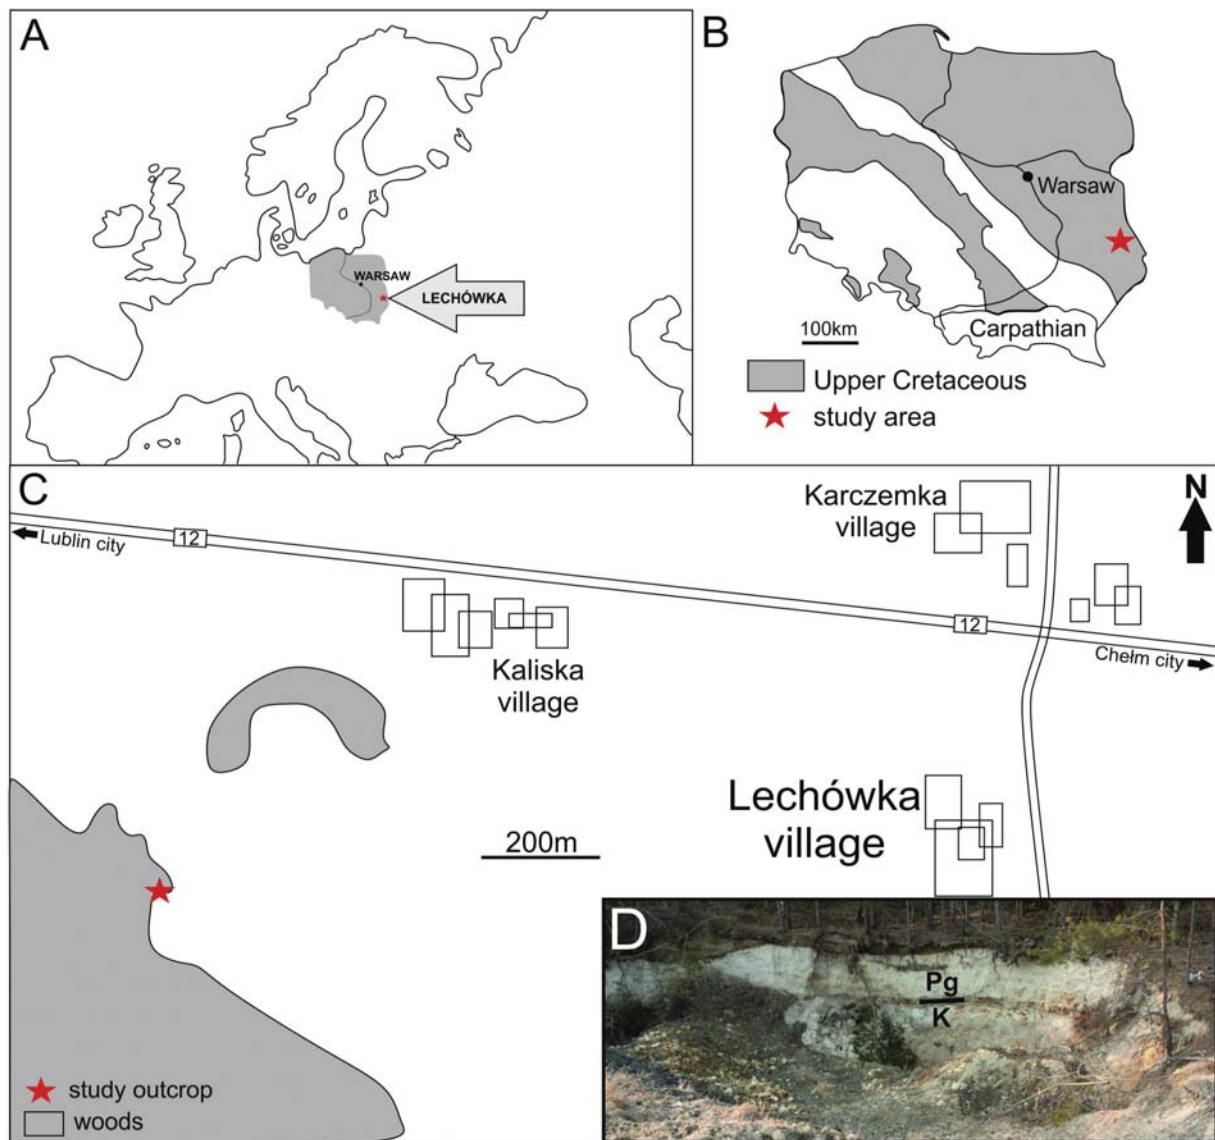 A
WARSAW
LECHÓWKA
B
Warsaw
100km
Carpathian
Upper Cretaceous
study area
C
Lublin city
12
Karczemka
village
N
12
Chełm city
Kaliska
village
Lechówka
village
200m
study outcrop
woods
D
Pg
K